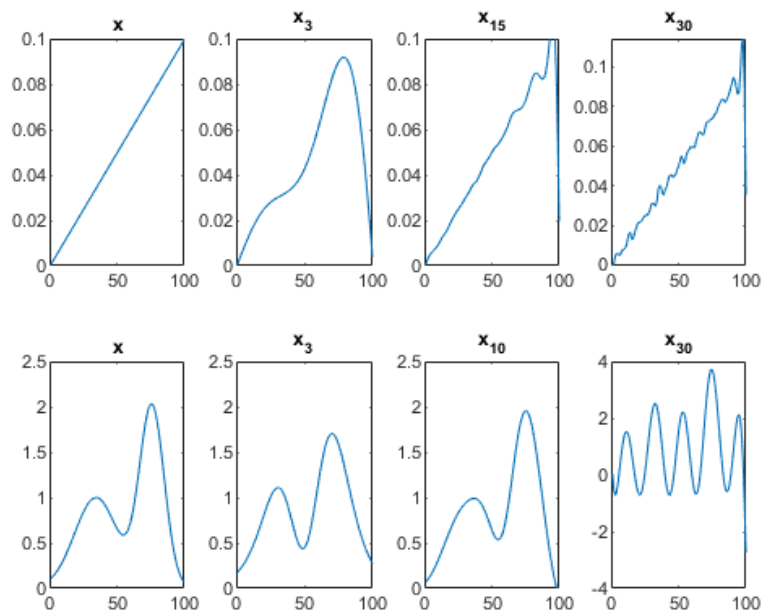 x x₃ x₁₅ x₃₀
0.1 0.1 0.1 0.1
0.08 0.08 0.08 0.08
0.06 0.06 0.06 0.06
0.04 0.04 0.04 0.04
0.02 0.02 0.02 0.02
0 0 0 0
0 50 100 0 50 100 0 50 100 0 50 100
x x₃ x₁₀ x₃₀
2.5 2.5 2.5 4
2 2 2 2
1.5 1.5 1.5 0
1 1 1 -2
0.5 0.5 0.5 -4
0 0 0
0 50 100 0 50 100 0 50 100 0 50 100